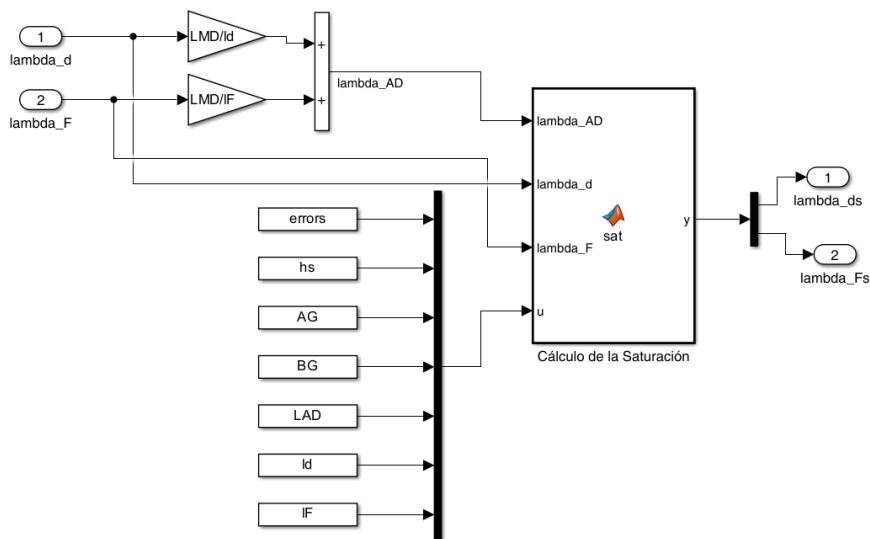 1
lambda_d
LMD/ld
+
+
lambda_AD
2
lambda_F
LMD/lF
lambda_AD
lambda_d
lambda_F
u
sat
y
Cálculo de la Saturación
1
lambda_ds
2
lambda_Fs
errors
hs
AG
BG
LAD
ld
lF